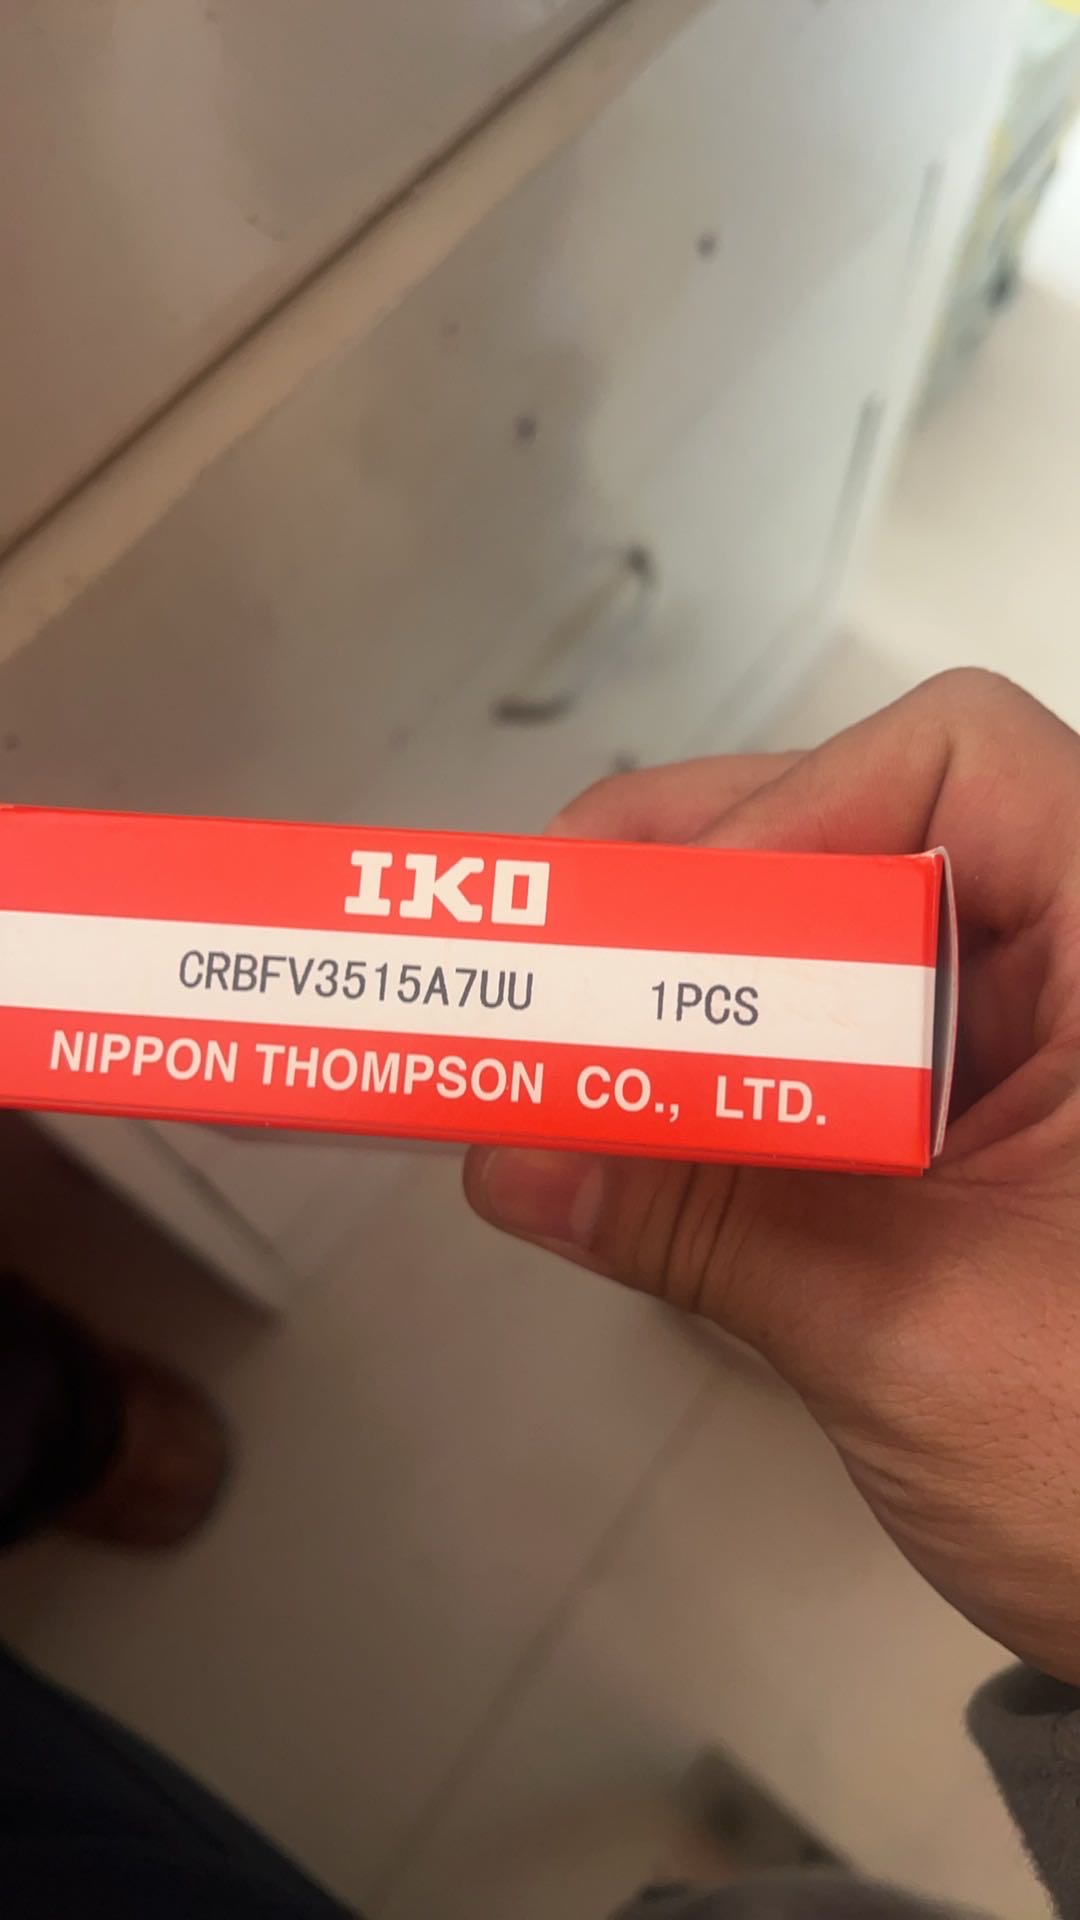 IKO
CRBFV3515A7UU 1PCS
NIPPON THOMPSON CO., LTD.